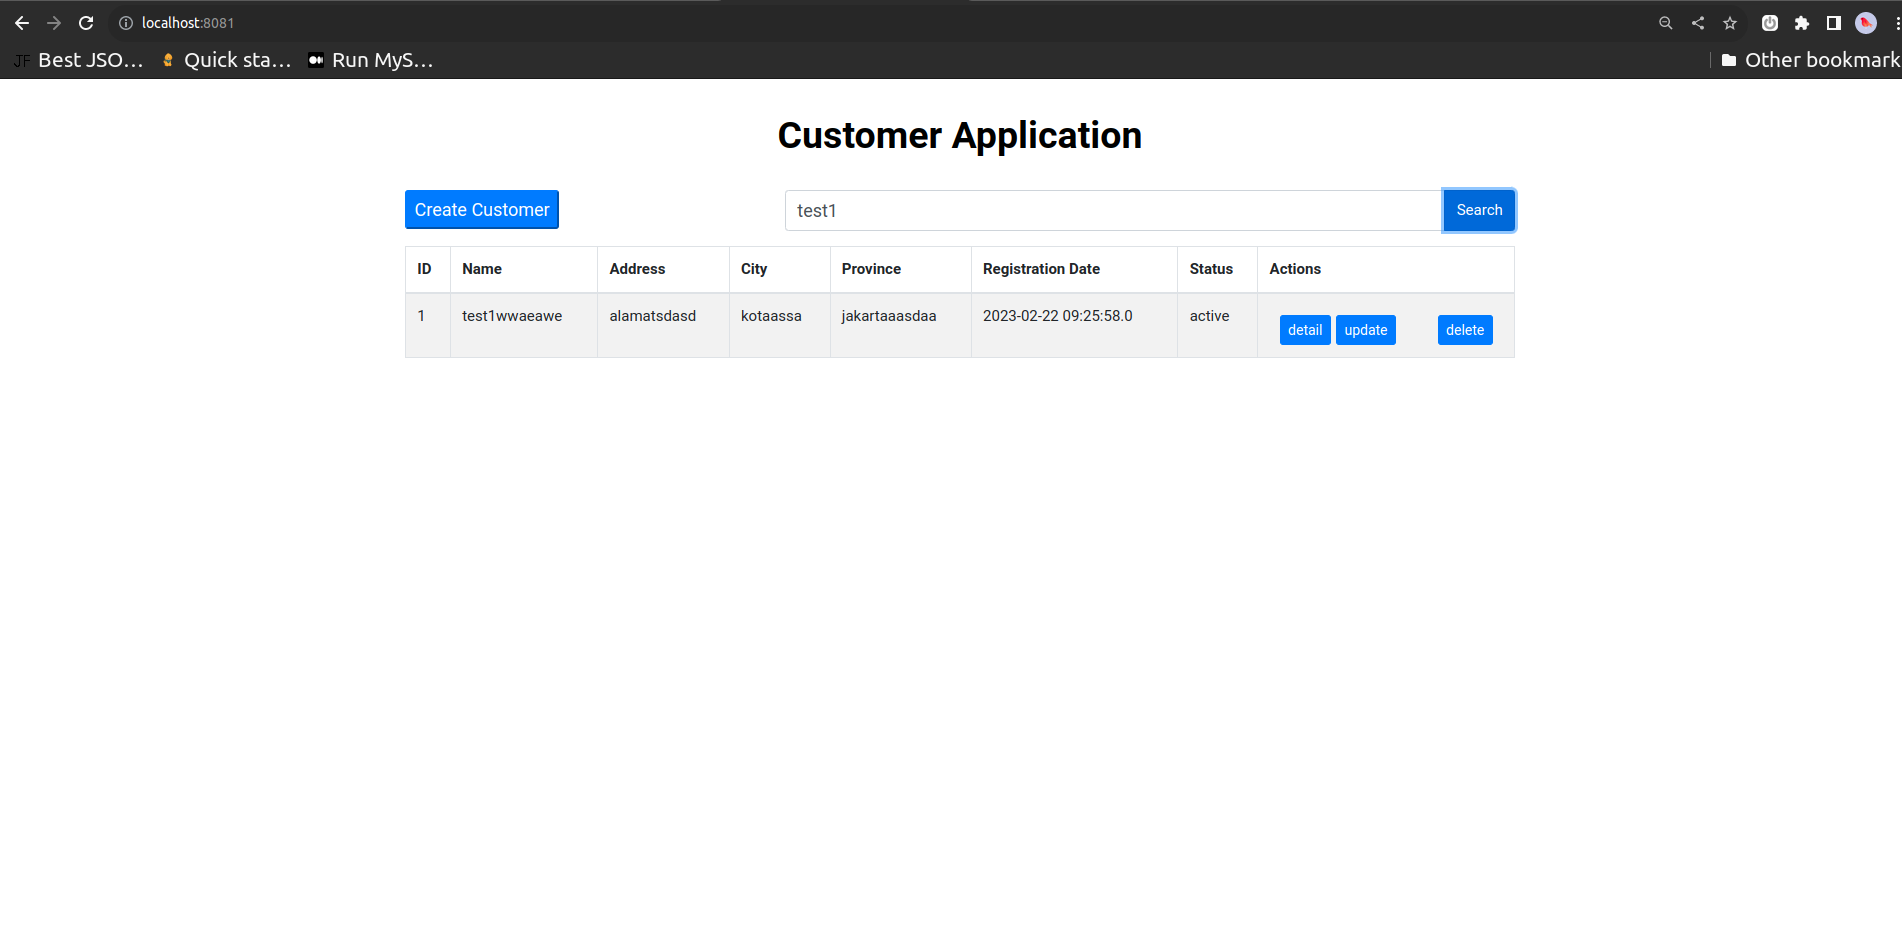 localhost:8081
JF Best JSO... Quick sta... Run MyS... Other bookmark
Customer Application
Create Customer test1 Search
ID Name Address City Province Registration Date Status Actions
1 test1wwaeawe alamatsdasd kotaassa jakartaaasdaa 2023-02-22 09:25:58.0 active detail update delete